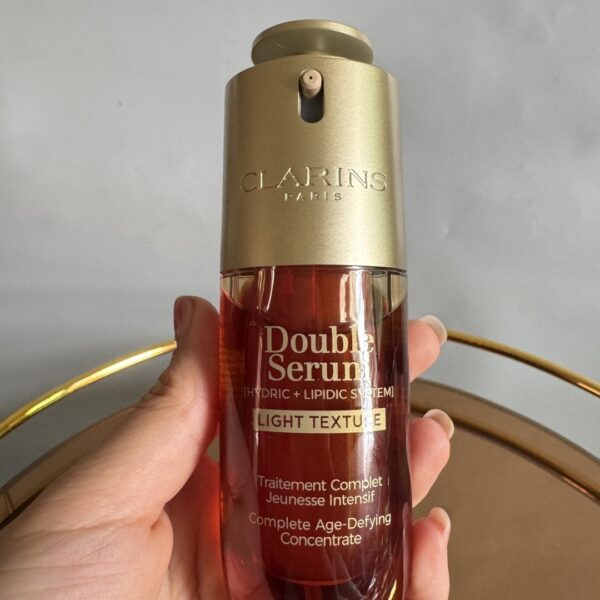 CLARINS
PARIS
Double
Serum
[HYDRIC + LIPIDIC SYSTEM]
LIGHT TEXTURE
Traitement Complet
Jeunesse Intensif
Complete Age-Defying
Concentrate